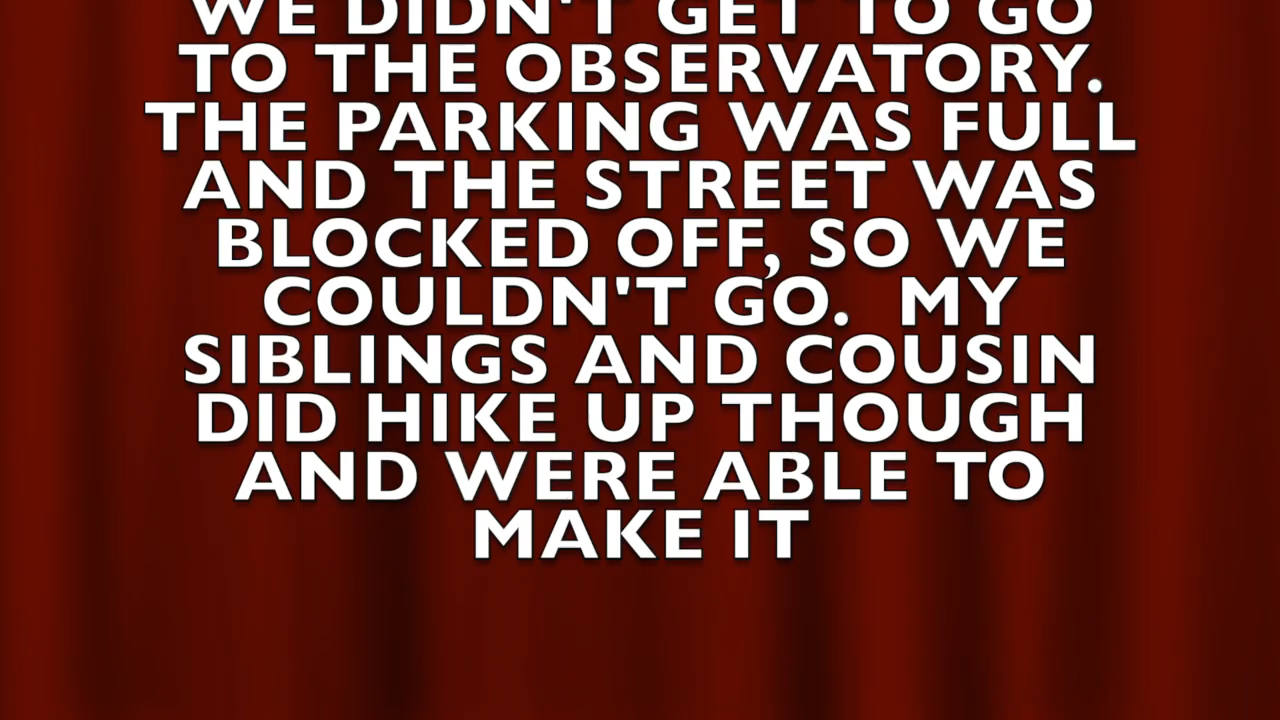 WE DIDN'T GET TO GO
TO THE OBSERVATORY.
THE PARKING WAS FULL
AND THE STREET WAS
BLOCKED OFF, SO WE
COULDN'T GO.  MY
SIBLINGS AND COUSIN
DID HIKE UP THOUGH
AND WERE ABLE TO
MAKE IT